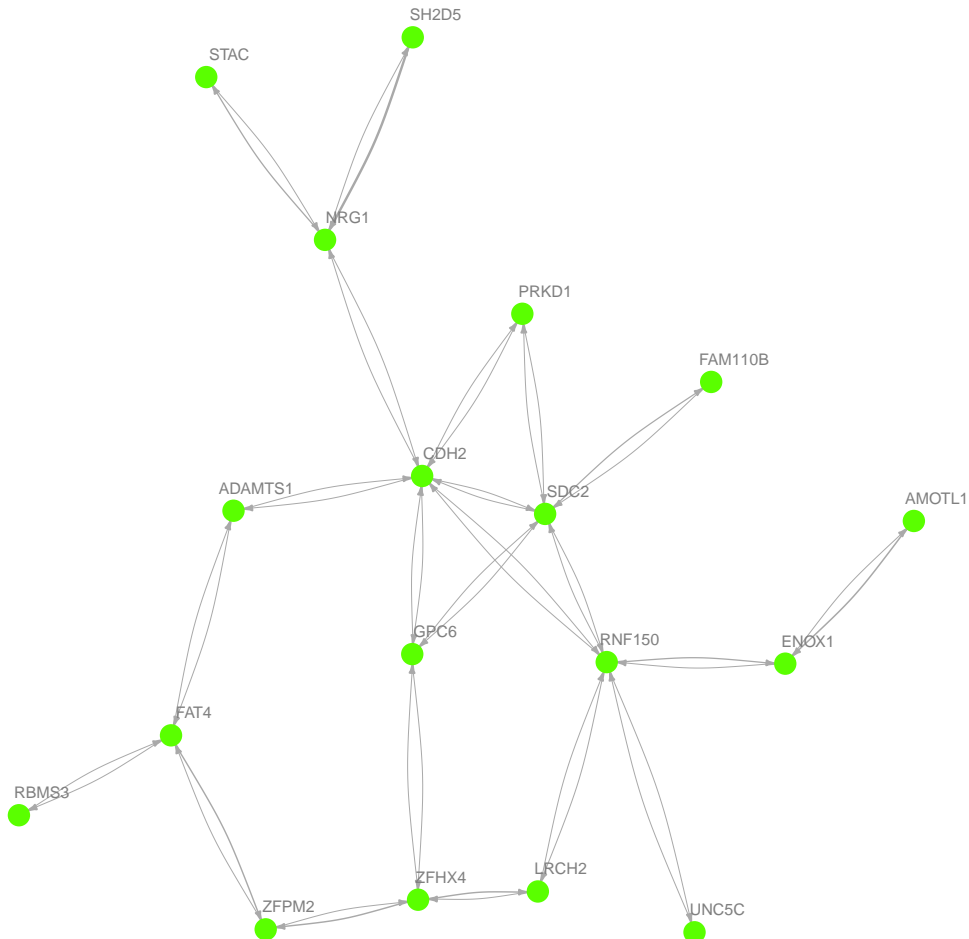 SH2D5
STAC
NRG1
PRKD1
FAM110B
CDH2
ADAMTS1
SDC2
AMOTL1
GPC6
RNF150
ENOX1
FAT4
RBMS3
ZFHX4
LRCH2
ZFPM2
UNC5C